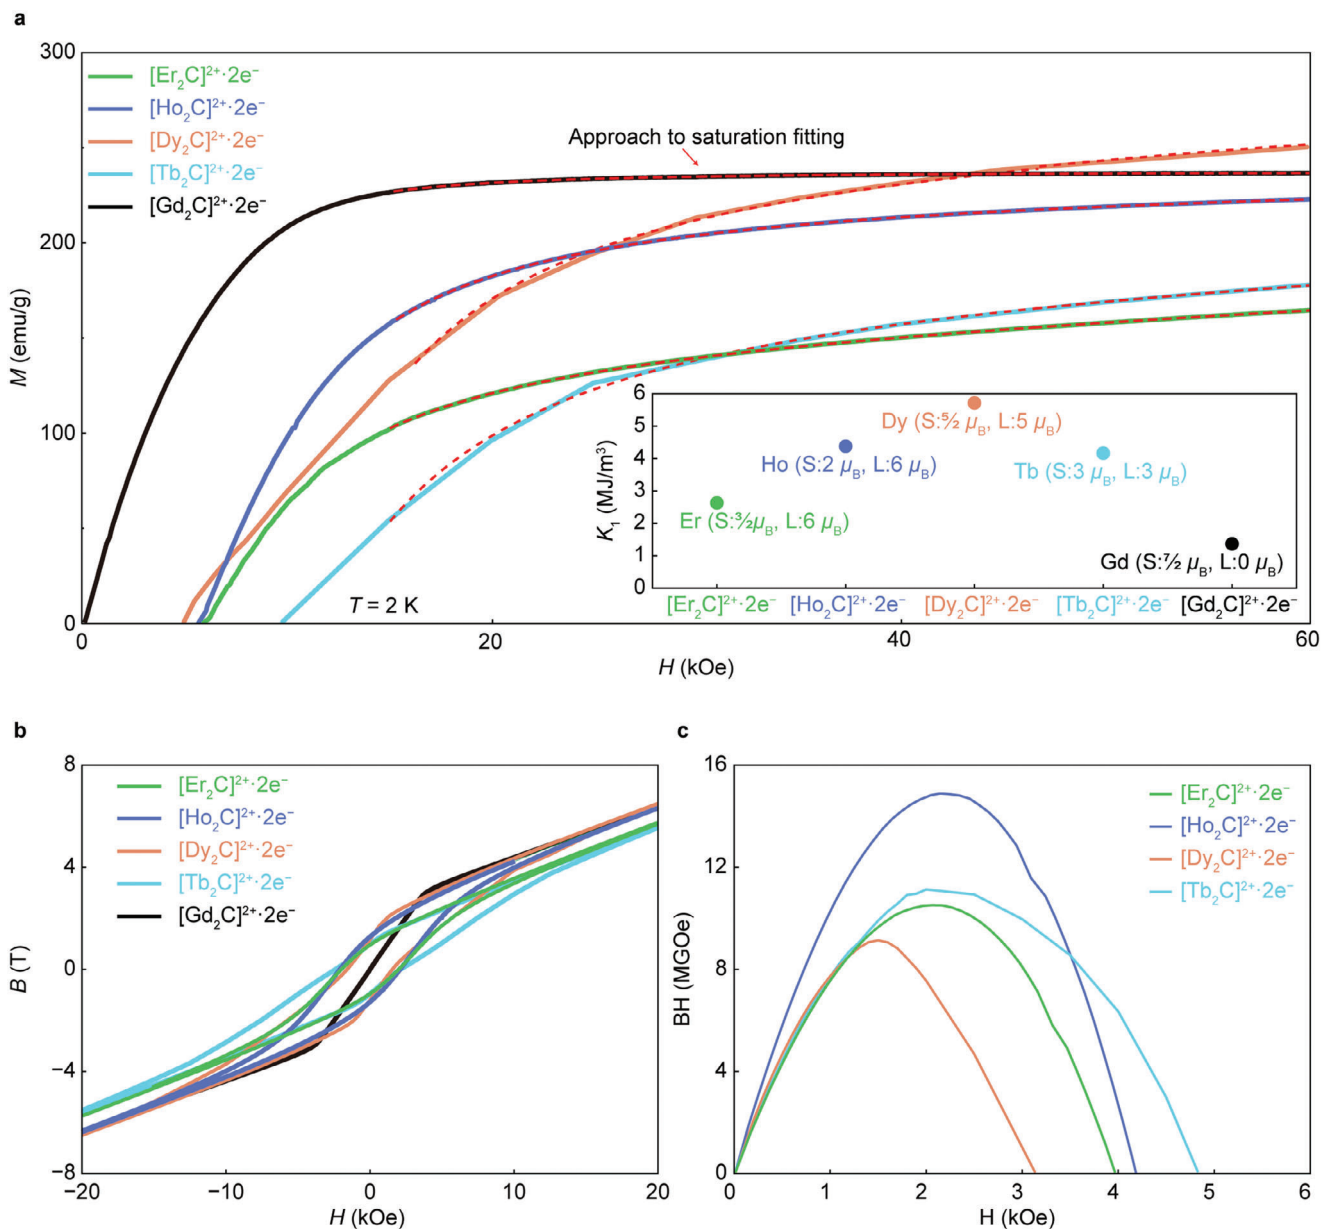 a
300
200
100
0
M (emu/g)
[Er₂C]²⁺·2e⁻
[Ho₂C]²⁺·2e⁻
[Dy₂C]²⁺·2e⁻
[Tb₂C]²⁺·2e⁻
[Gd₂C]²⁺·2e⁻
Approach to saturation fitting
T = 2 K
0 20 40 60
H (kOe)
6
5
4
3
2
1
0
K₁ (MJ/m³)
Dy (S:⁵⁄₂ μB, L:5 μB)
Ho (S:2 μB, L:6 μB)
Tb (S:3 μB, L:3 μB)
Er (S:³⁄₂μB, L:6 μB)
Gd (S:⁷⁄₂ μB, L:0 μB)
[Er₂C]²⁺·2e⁻ [Ho₂C]²⁺·2e⁻ [Dy₂C]²⁺·2e⁻ [Tb₂C]²⁺·2e⁻ [Gd₂C]²⁺·2e⁻
b
8
4
0
−4
−8
B (T)
[Er₂C]²⁺·2e⁻
[Ho₂C]²⁺·2e⁻
[Dy₂C]²⁺·2e⁻
[Tb₂C]²⁺·2e⁻
[Gd₂C]²⁺·2e⁻
−20 −10 0 10 20
H (kOe)
c
16
12
8
4
0
BH (MGOe)
[Er₂C]²⁺·2e⁻
[Ho₂C]²⁺·2e⁻
[Dy₂C]²⁺·2e⁻
[Tb₂C]²⁺·2e⁻
0 1 2 3 4 5 6
H (kOe)